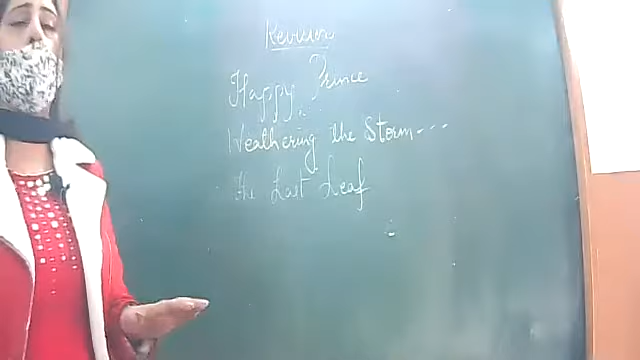 Revision
Happy Prince
Weathering the Storm...
The Last Leaf